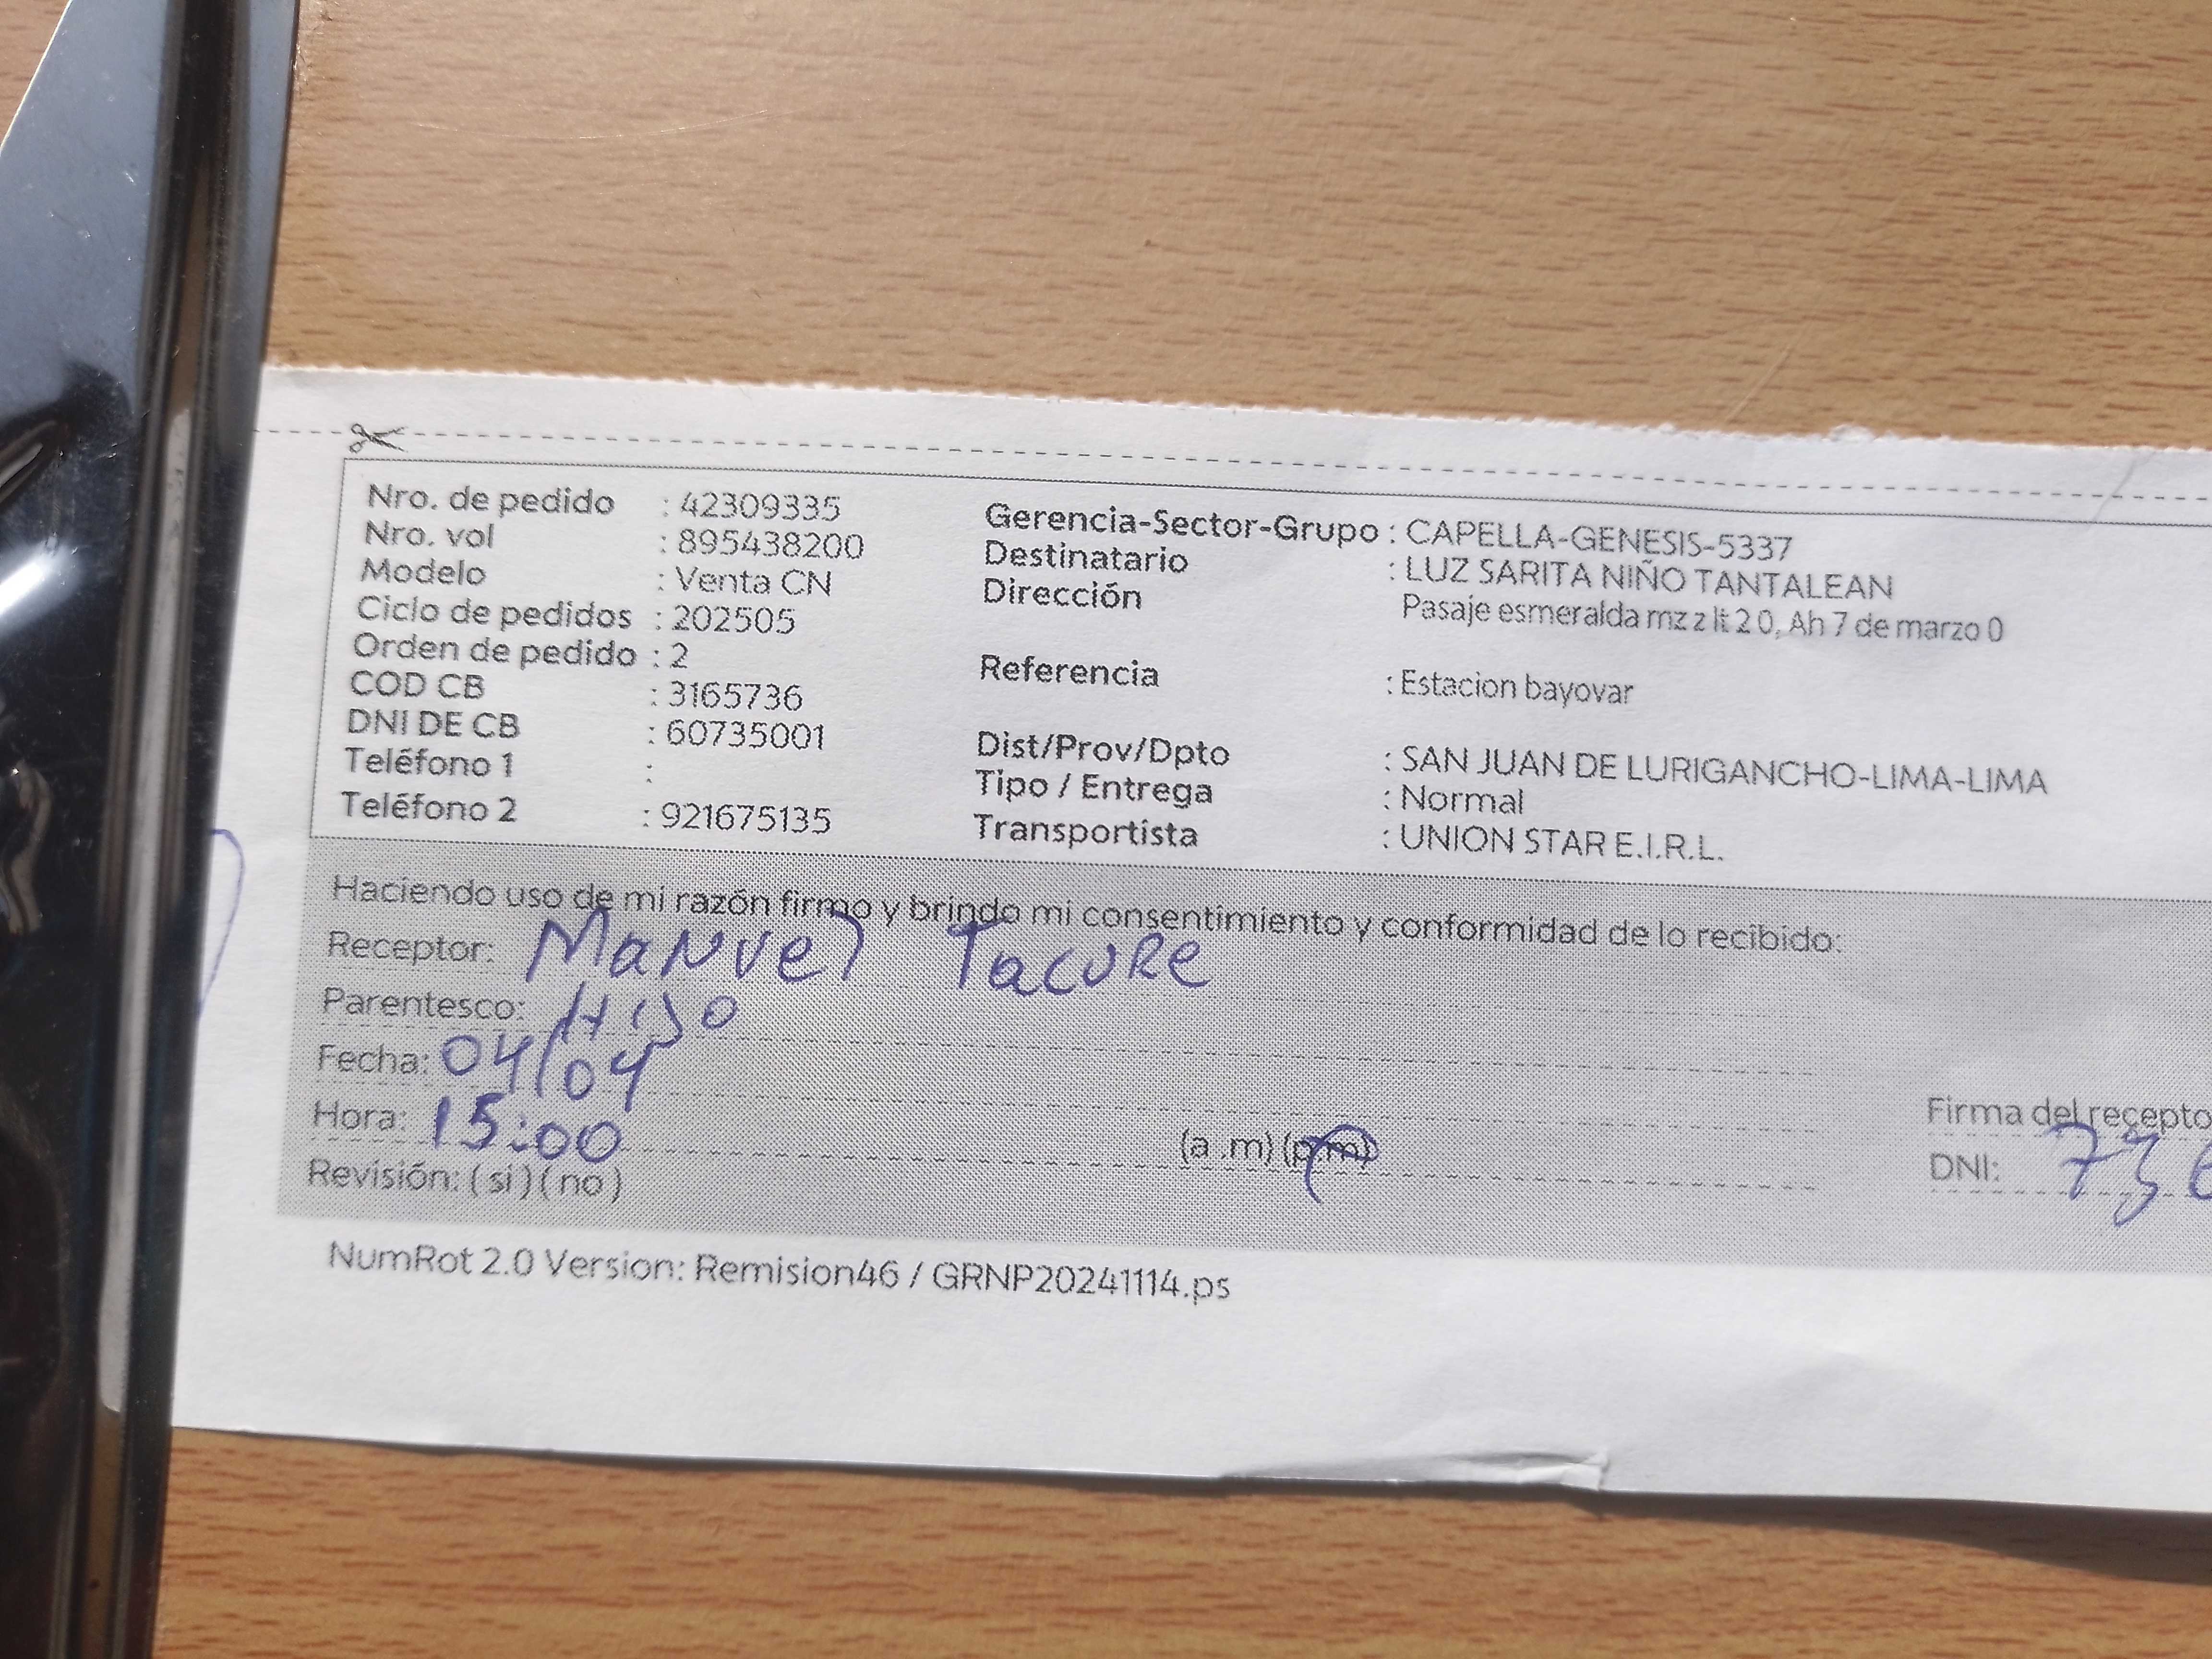 Nro. de pedido : 42309335
Nro. vol : 895438200
Modelo : Venta CN
Ciclo de pedidos : 202505
Orden de pedido : 2
COD CB : 3165736
DNI DE CB : 60735001
Teléfono 1 :
Teléfono 2 : 921675135
Gerencia-Sector-Grupo : CAPELLA-GENESIS-5337
Destinatario : LUZ SARITA NIÑO TANTALEAN
Dirección Pasaje esmeralda mz z lt 2 0, Ah 7 de marzo 0
Referencia : Estacion bayovar
Dist/Prov/Dpto : SAN JUAN DE LURIGANCHO-LIMA-LIMA
Tipo / Entrega : Normal
Transportista : UNION STAR E.I.R.L.
Haciendo uso de mi razón firmo y brindo mi consentimiento y conformidad de lo recibido:
Receptor: Manuel Tacure
Parentesco: Hijo
Fecha: 04/04
Hora: 15:00 (a .m) (p.m)
Revisión: ( si ) ( no )
Firma del recepto
DNI: 736
NumRot 2.0 Version: Remision46 / GRNP20241114.ps